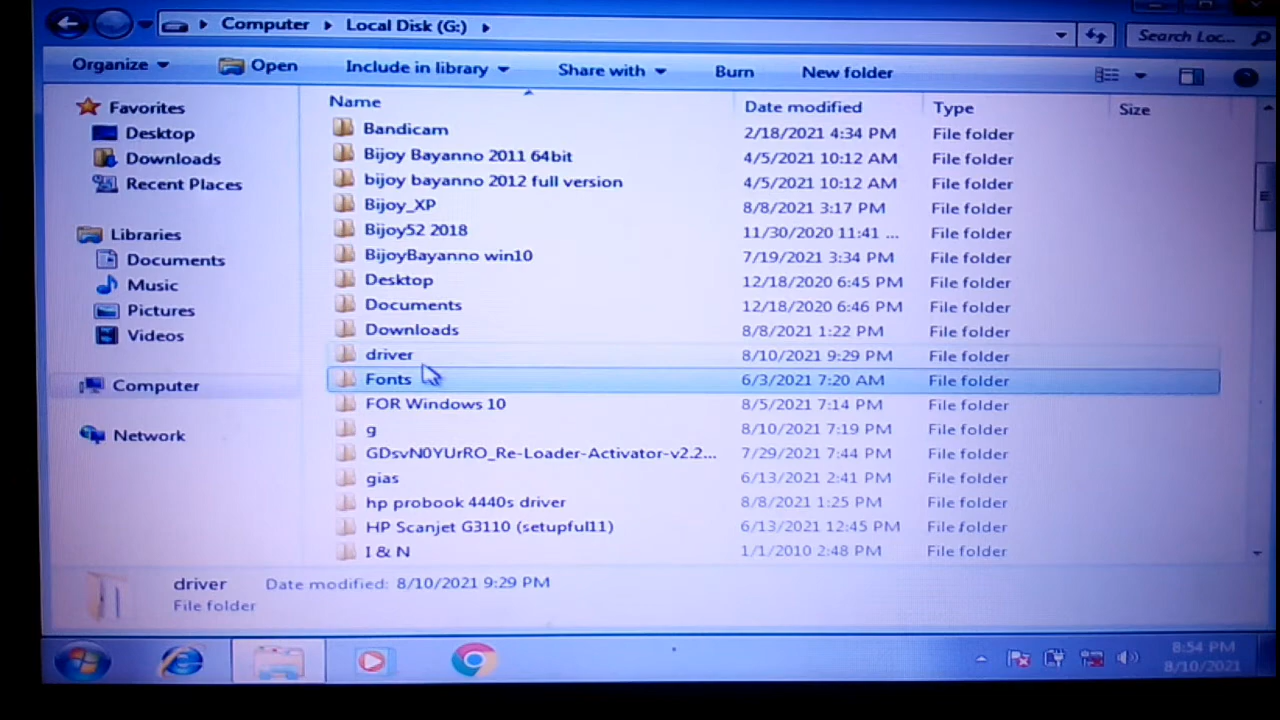 Computer ▸ Local Disk (G:) ▸
Search Loc...
Organize Open Include in library Share with Burn New folder
Favorites
Desktop
Downloads
Recent Places
Libraries
Documents
Music
Pictures
Videos
Computer
Network
Name Date modified Type Size
Bandicam 2/18/2021 4:34 PM File folder
Bijoy Bayanno 2011 64bit 4/5/2021 10:12 AM File folder
bijoy bayanno 2012 full version 4/5/2021 10:12 AM File folder
Bijoy_XP 8/8/2021 3:17 PM File folder
Bijoy52 2018 11/30/2020 11:41 ... File folder
BijoyBayanno win10 7/19/2021 3:34 PM File folder
Desktop 12/18/2020 6:45 PM File folder
Documents 12/18/2020 6:46 PM File folder
Downloads 8/8/2021 1:22 PM File folder
driver 8/10/2021 9:29 PM File folder
Fonts 6/3/2021 7:20 AM File folder
FOR Windows 10 8/5/2021 7:14 PM File folder
g 8/10/2021 7:19 PM File folder
GDsvN0YUrRO_Re-Loader-Activator-v2.2... 7/29/2021 7:44 PM File folder
gias 6/13/2021 2:41 PM File folder
hp probook 4440s driver 8/8/2021 1:25 PM File folder
HP Scanjet G3110 (setupful11) 6/13/2021 12:45 PM File folder
I & N 1/1/2010 2:48 PM File folder
driver Date modified: 8/10/2021 9:29 PM
File folder
8:54 PM
8/10/2021